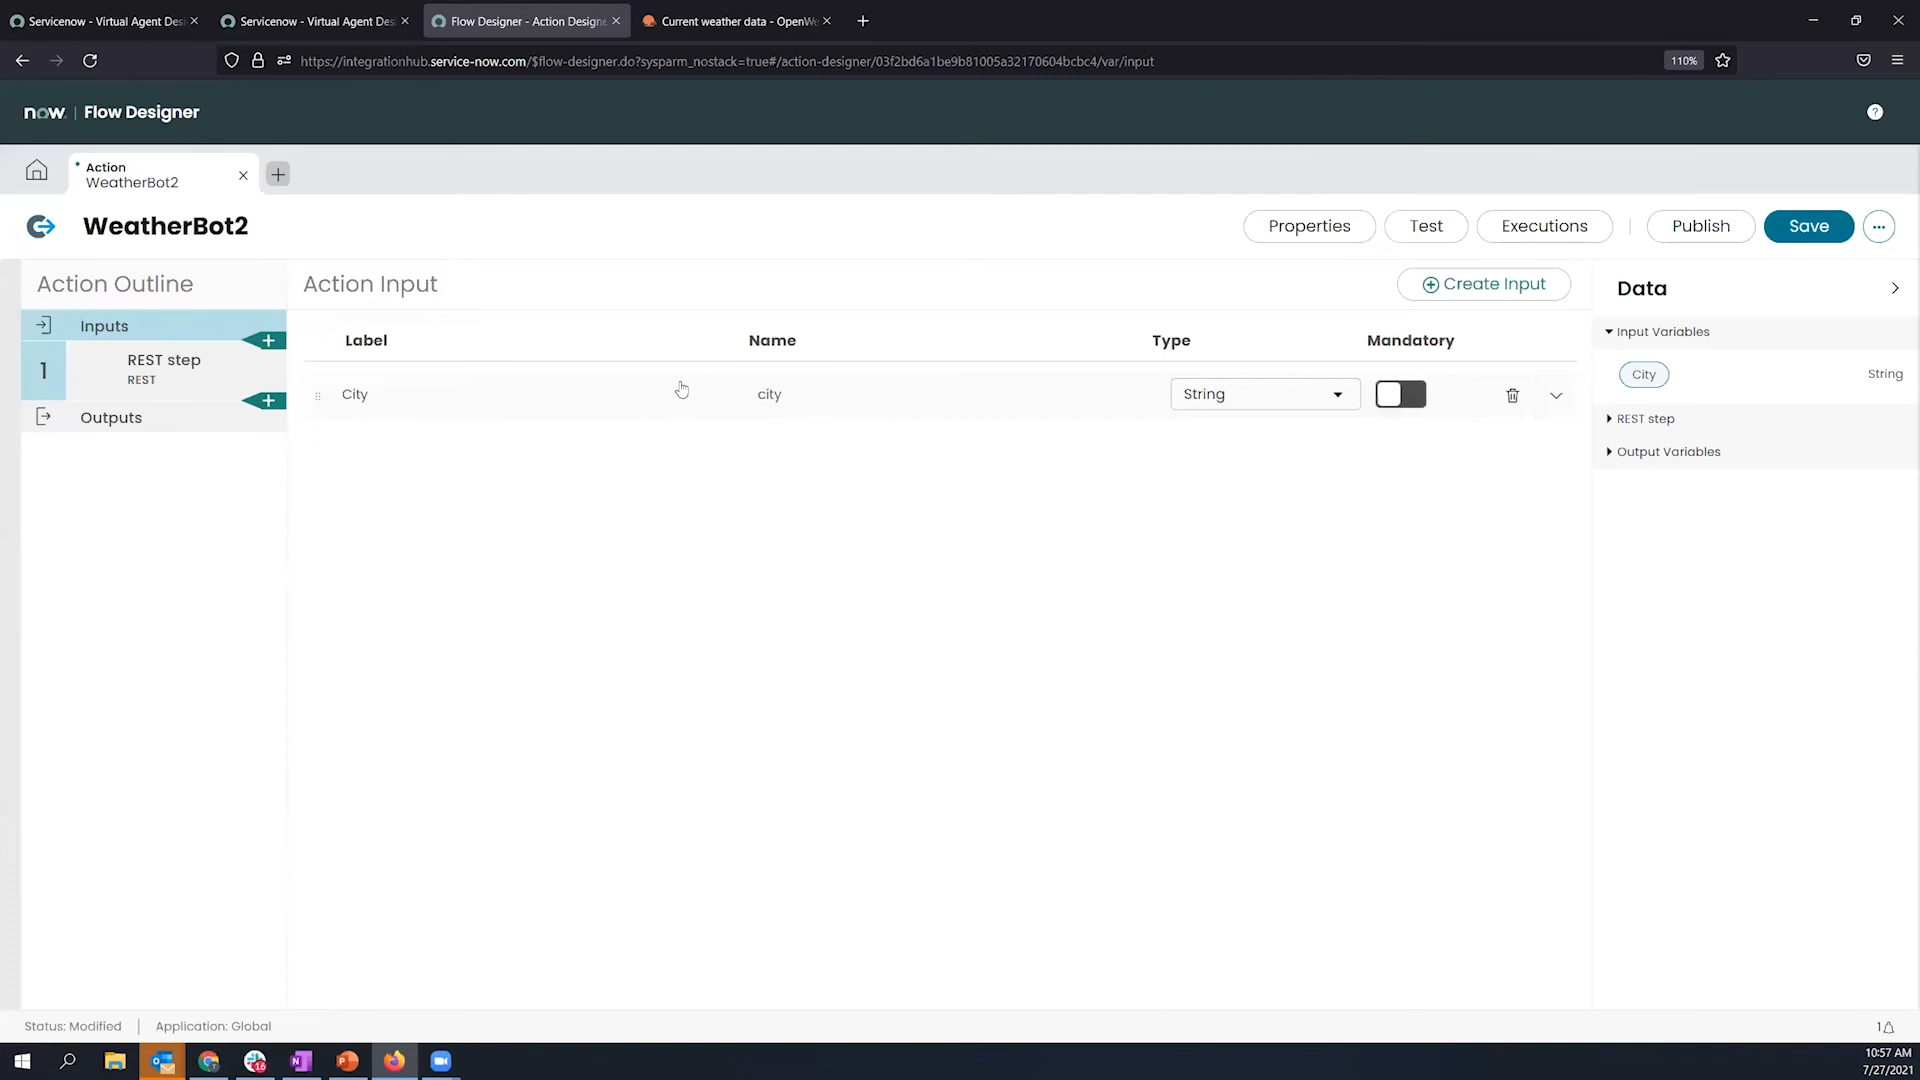 Servicenow - Virtual Agent Des
Servicenow - Virtual Agent Des
Flow Designer - Action Designe
Current weather data - OpenWe
https://integrationhub.service-now.com/$flow-designer.do?sysparm_nostack=true#/action-designer/03f2bd6a1be9b81005a32170604bcbc4/var/input
110%
now. | Flow Designer
Action
WeatherBot2
WeatherBot2
Properties
Test
Executions
Publish
Save
Action Outline
Action Input
Create Input
Data
Inputs
1
REST step
REST
Outputs
Label
Name
Type
Mandatory
City
city
String
Input Variables
City
String
REST step
Output Variables
Status: Modified
Application: Global
1
16
10:57 AM
7/27/2021